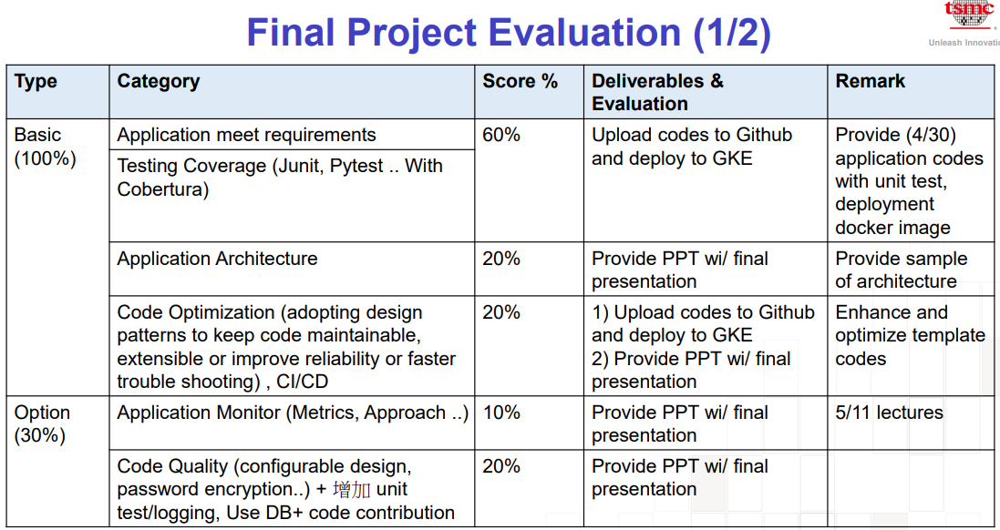 tsmc
Unleash Innovati
Final Project Evaluation (1/2)
Type
Category
Score %
Deliverables &
Evaluation
Remark
Basic
(100%)
Application meet requirements
Testing Coverage (Junit, Pytest .. With
Cobertura)
60%
Upload codes to Github
and deploy to GKE
Provide (4/30)
application codes
with unit test,
deployment
docker image
Application Architecture
20%
Provide PPT wi/ final
presentation
Provide sample
of architecture
Code Optimization (adopting design
patterns to keep code maintainable,
extensible or improve reliability or faster
trouble shooting) , CI/CD
20%
1) Upload codes to Github
and deploy to GKE
2) Provide PPT wi/ final
presentation
Enhance and
optimize template
codes
Option
(30%)
Application Monitor (Metrics, Approach ..)
10%
Provide PPT wi/ final
presentation
5/11 lectures
Code Quality (configurable design,
password encryption..) + 增加 unit
test/logging, Use DB+ code contribution
20%
Provide PPT wi/ final
presentation